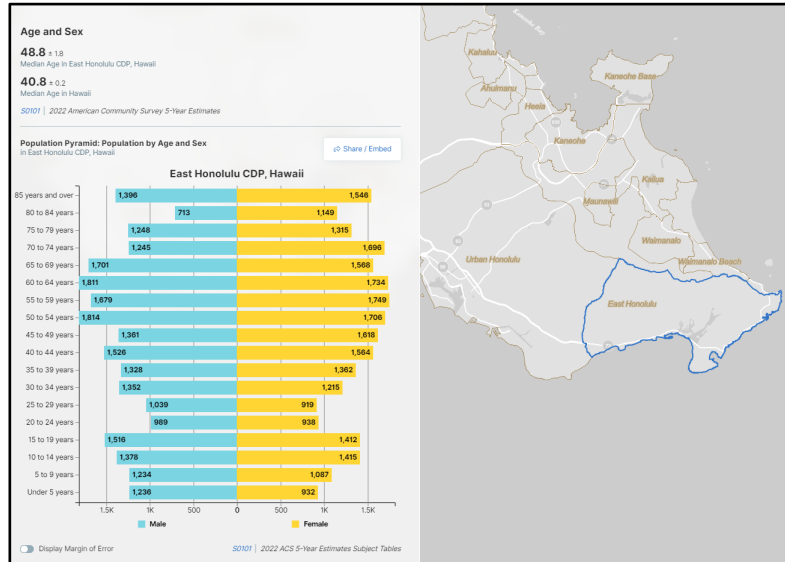 Age and Sex
48.8 ± 1.8
Median Age in East Honolulu CDP, Hawaii
40.8 ± 0.2
Median Age in Hawaii
S0101 | 2022 American Community Survey 5-Year Estimates
Population Pyramid: Population by Age and Sex
in East Honolulu CDP, Hawaii
Share / Embed
East Honolulu CDP, Hawaii
85 years and over 1,396 1,546
80 to 84 years 713 1,149
75 to 79 years 1,248 1,315
70 to 74 years 1,245 1,696
65 to 69 years 1,701 1,568
60 to 64 years 1,811 1,734
55 to 59 years 1,679 1,749
50 to 54 years 1,814 1,706
45 to 49 years 1,361 1,618
40 to 44 years 1,526 1,564
35 to 39 years 1,328 1,362
30 to 34 years 1,352 1,215
25 to 29 years 1,039 919
20 to 24 years 989 938
15 to 19 years 1,516 1,412
10 to 14 years 1,378 1,415
5 to 9 years 1,234 1,087
Under 5 years 1,236 932
1.5K 1K 500 0 500 1K 1.5K
Male Female
Display Margin of Error
S0101 | 2022 ACS 5-Year Estimates Subject Tables
Kaneohe Bay
Kahaluu
Kaneohe Base
Ahuimanu
Heeia
Kaneohe
Kailua
Maunawili
Waimanalo
Urban Honolulu
Waimanalo Beach
East Honolulu